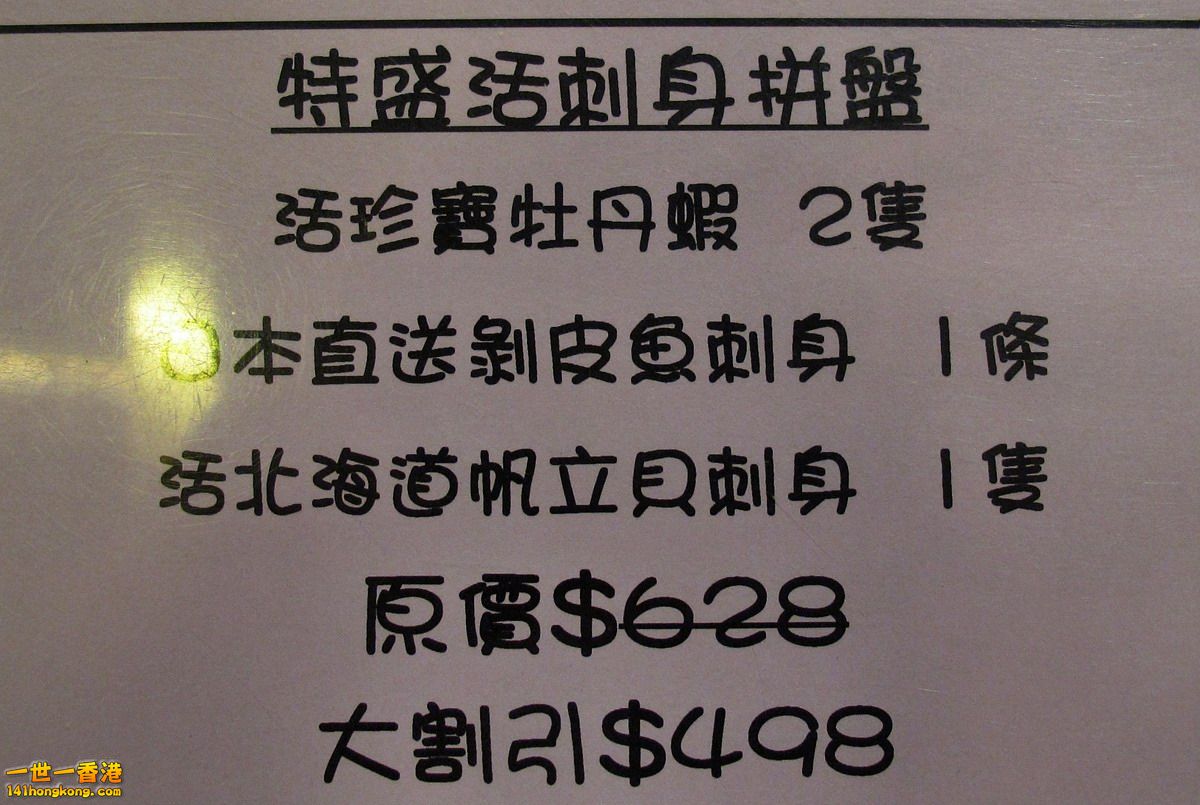 特盛活刺身拼盤
活珍寶牡丹蝦 2隻
日本直送剝皮魚刺身 1條
活北海道帆立貝刺身 1隻
原價$628
大割引$498
一世一香港
141hongkong.com